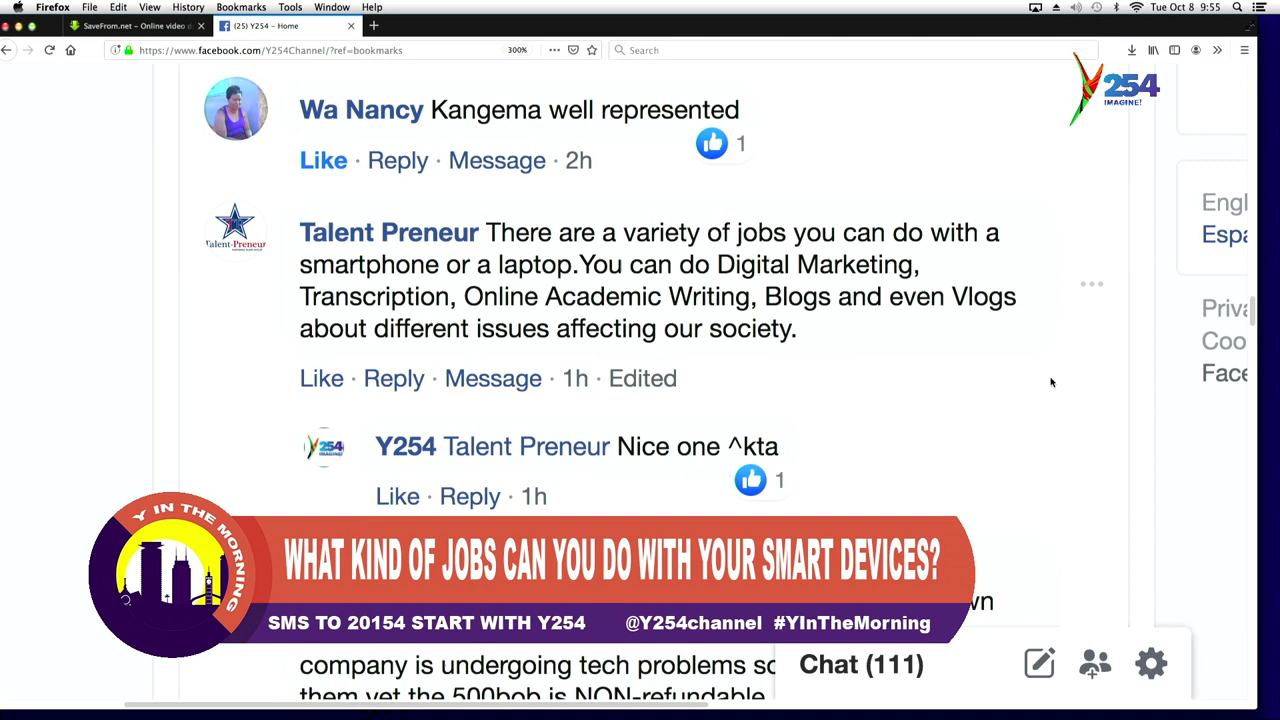 Firefox File Edit View History Bookmarks Tools Window Help Tue Oct 8 9:55
SaveFrom.net – Online video d
(25) Y254 – Home
https://www.facebook.com/Y254Channel/?ref=bookmarks 300% Search
Y254
IMAGINE!
Wa Nancy Kangema well represented
1
Like · Reply · Message · 2h
Engl
Espa
Talent-Preneur
Talent Preneur There are a variety of jobs you can do with a
smartphone or a laptop.You can do Digital Marketing,
Transcription, Online Academic Writing, Blogs and even Vlogs
about different issues affecting our society.
Priva
Coo
Face
Like · Reply · Message · 1h · Edited
Y254
IMAGINE!
Y254 Talent Preneur Nice one ^kta
1
Like · Reply · 1h
Y IN THE MORNING
WHAT KIND OF JOBS CAN YOU DO WITH YOUR SMART DEVICES?
wn
SMS TO 20154 START WITH Y254 @Y254channel #YInTheMorning
company is undergoing tech problems so
them yet the 500bob is NON-refundable
Chat (111)